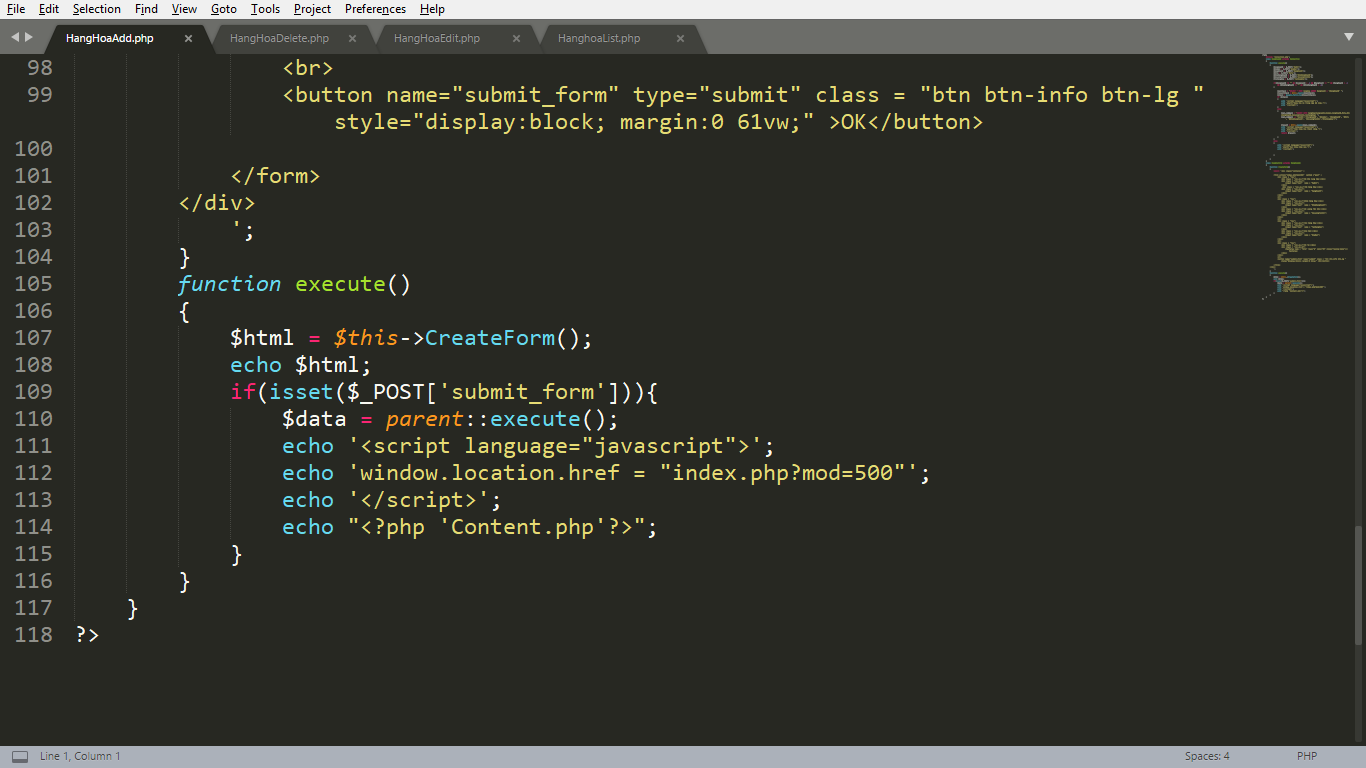 File Edit Selection Find View Goto Tools Project Preferences Help
HangHoaAdd.php × HangHoaDelete.php × HangHoaEdit.php × HanghoaList.php ×
98 <br>
99 <button name="submit_form" type="submit" class = "btn btn-info btn-lg "
style="display:block; margin:0 61vw;" >OK</button>
100
101 </form>
102 </div>
103 ';
104 }
105 function execute()
106 {
107 $html = $this->CreateForm();
108 echo $html;
109 if(isset($_POST['submit_form'])){
110 $data = parent::execute();
111 echo '<script language="javascript">';
112 echo 'window.location.href = "index.php?mod=500"';
113 echo '</script>';
114 echo "<?php 'Content.php'?>";
115 }
116 }
117 }
118 ?>
Line 1, Column 1 Spaces: 4 PHP